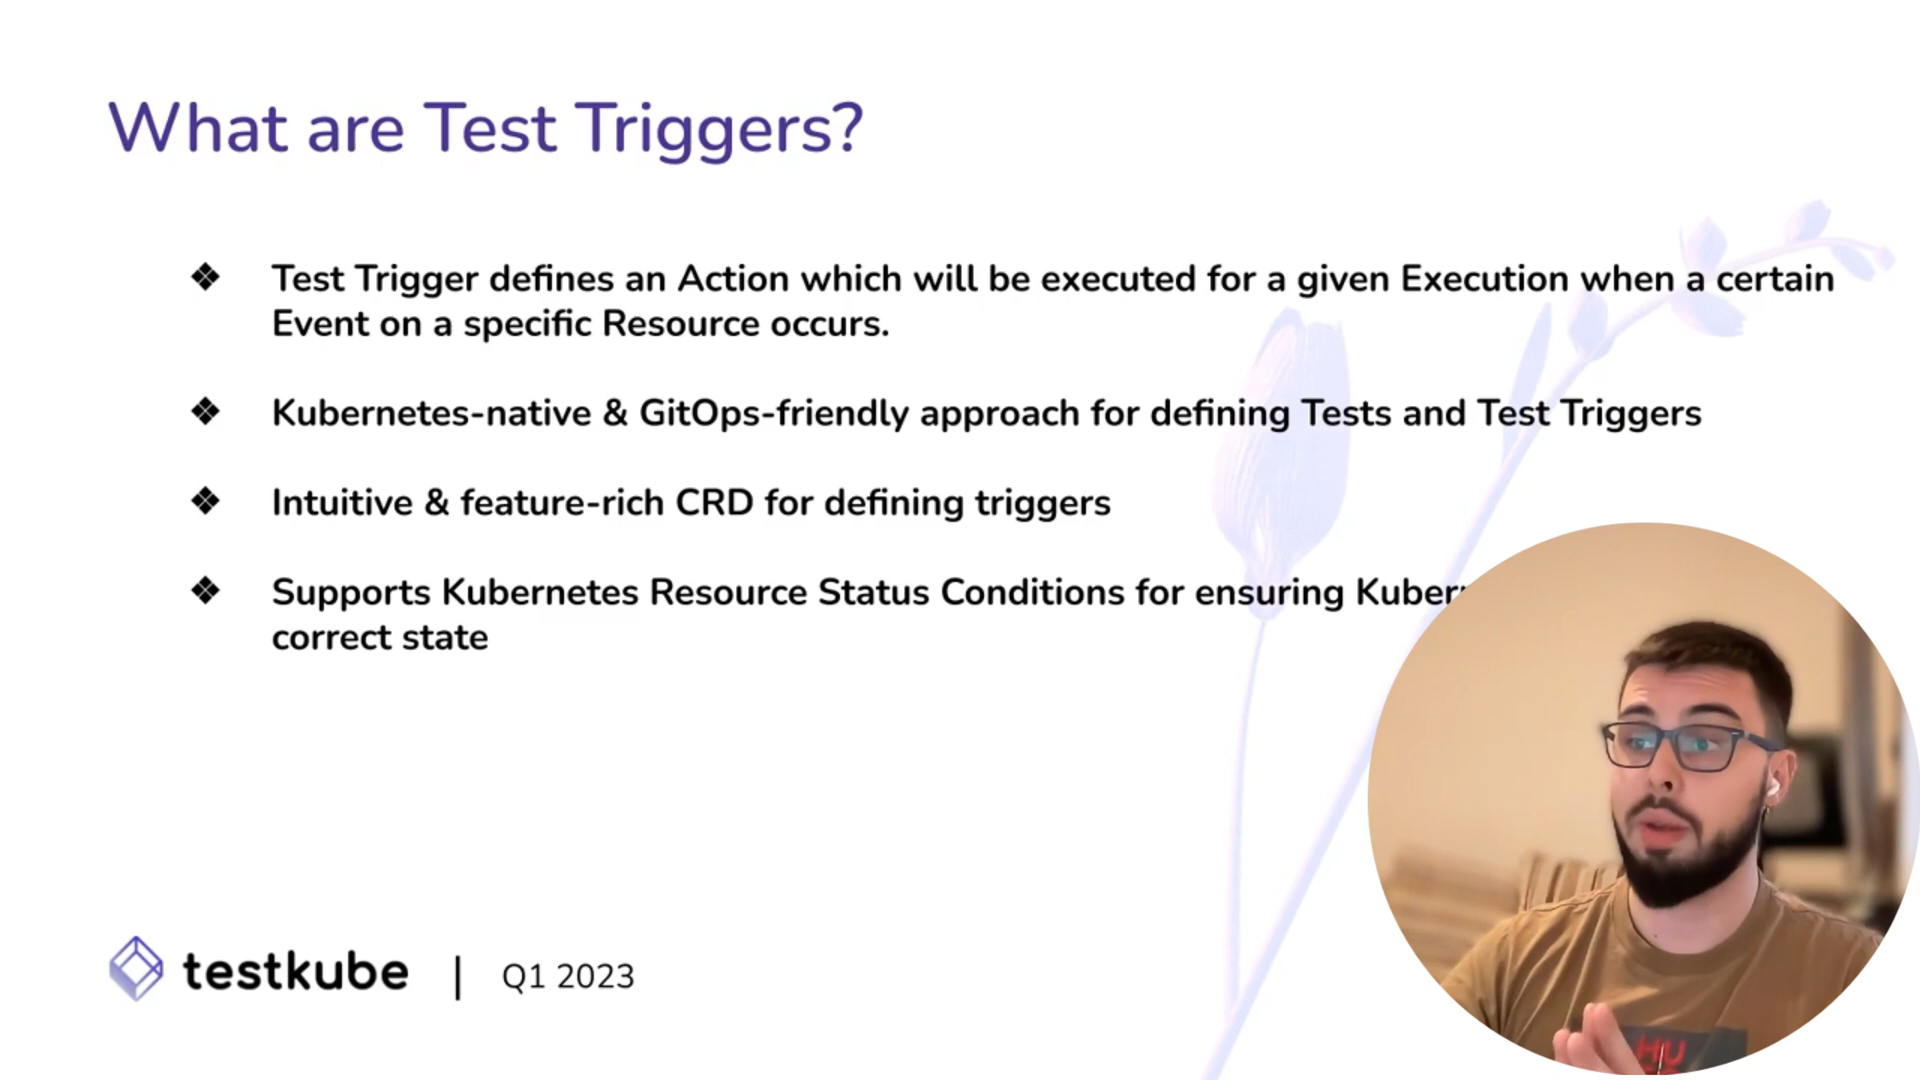 What are Test Triggers?
❖ Test Trigger defines an Action which will be executed for a given Execution when a certain
Event on a specific Resource occurs.
❖ Kubernetes-native & GitOps-friendly approach for defining Tests and Test Triggers
❖ Intuitive & feature-rich CRD for defining triggers
❖ Supports Kubernetes Resource Status Conditions for ensuring
correct state
testkube | Q1 2023
HU